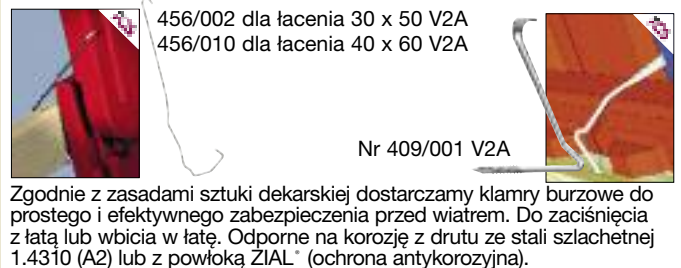 456/002 dla łacenia 30 x 50 V2A
456/010 dla łacenia 40 x 60 V2A
Nr 409/001 V2A
Zgodnie z zasadami sztuki dekarskiej dostarczamy klamry burzowe do
prostego i efektywnego zabezpieczenia przed wiatrem. Do zaciśnięcia
z łatą lub wbicia w łatę. Odporne na korozję z drutu ze stali szlachetnej
1.4310 (A2) lub z powłoką ZIAL® (ochrona antykorozyjna).